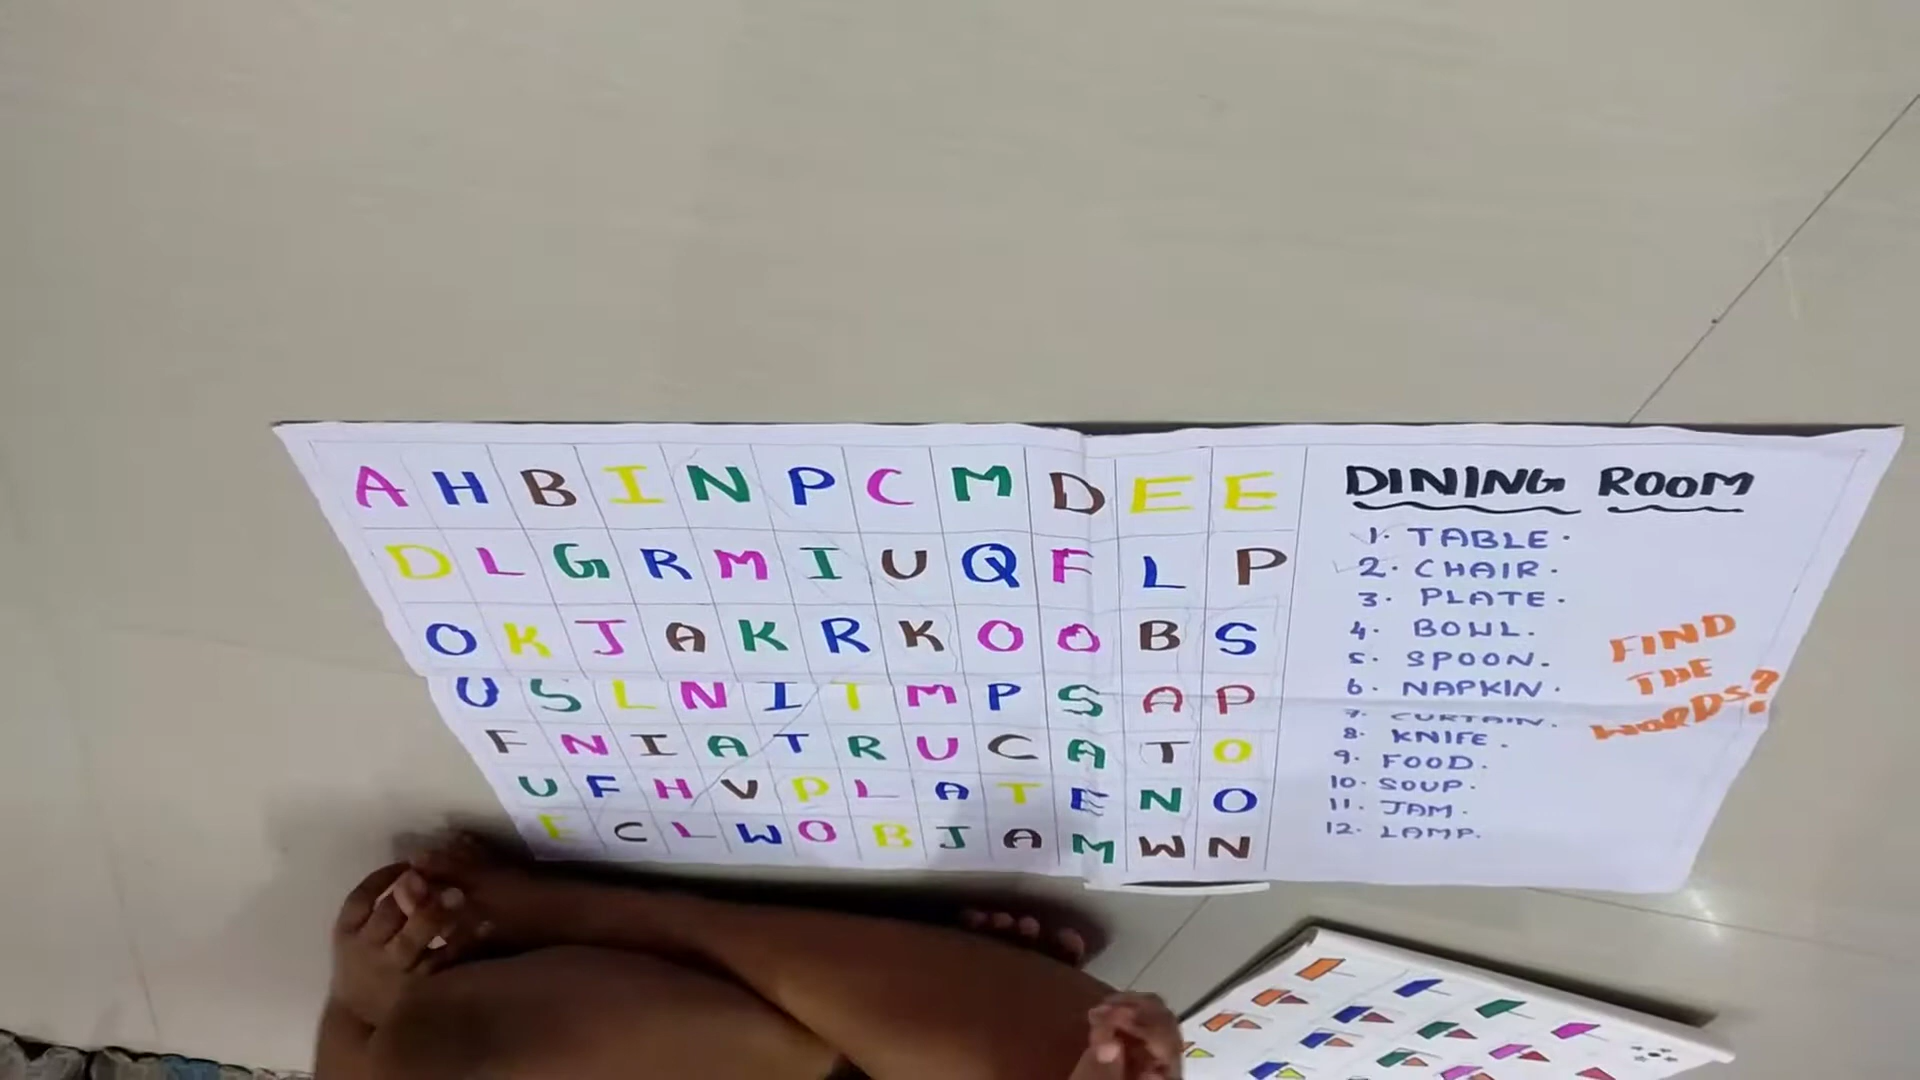 A H B I N P C M D E E
D L G R M I U Q F L P
O K J A K R K O O B S
U S L N I T M P S A P
F N I A T R U C A T O
U F H V P L A T E N O
E C L W O B J A M W N
DINING ROOM
1. TABLE.
2. CHAIR.
3. PLATE.
4. BOWL.
5. SPOON.
6. NAPKIN.
7. CURTAIN.
8. KNIFE.
9. FOOD.
10. SOUP.
11. JAM.
12. LAMP.
FIND
THE
WORDS?